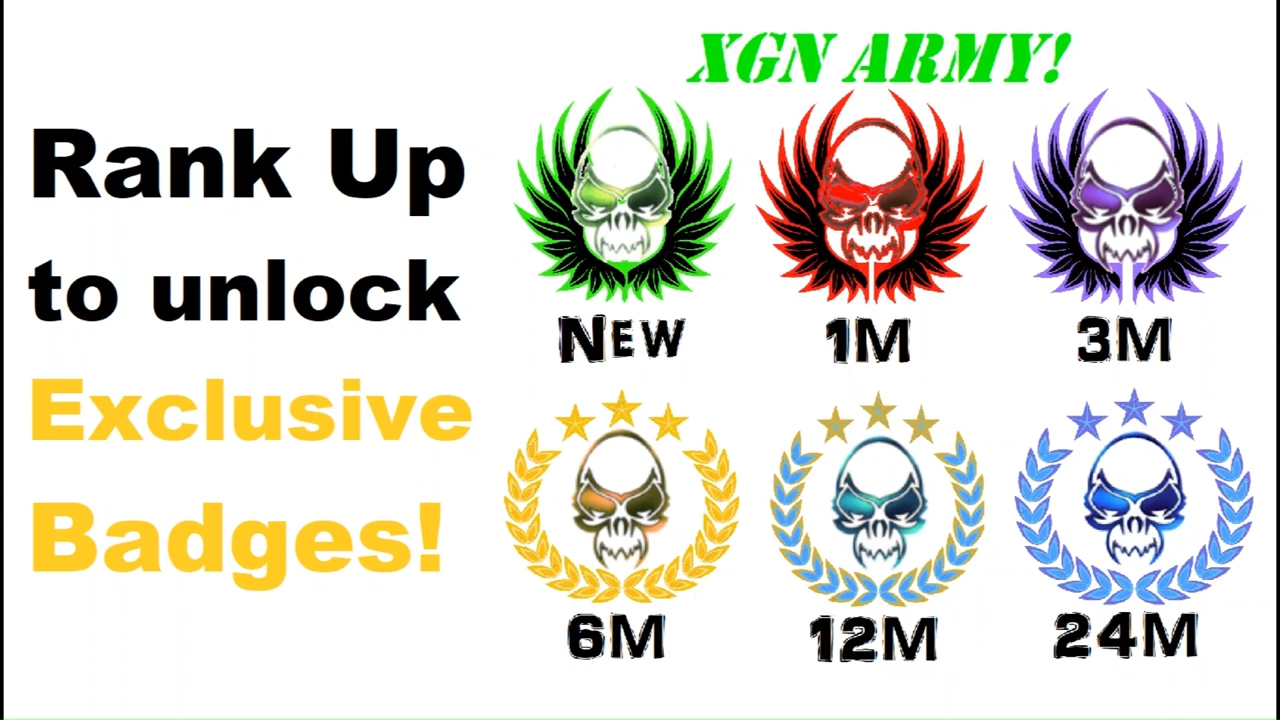 Rank Up
to unlock
Exclusive
Badges!
XGN ARMY!
NEW
1M
3M
6M
12M
24M